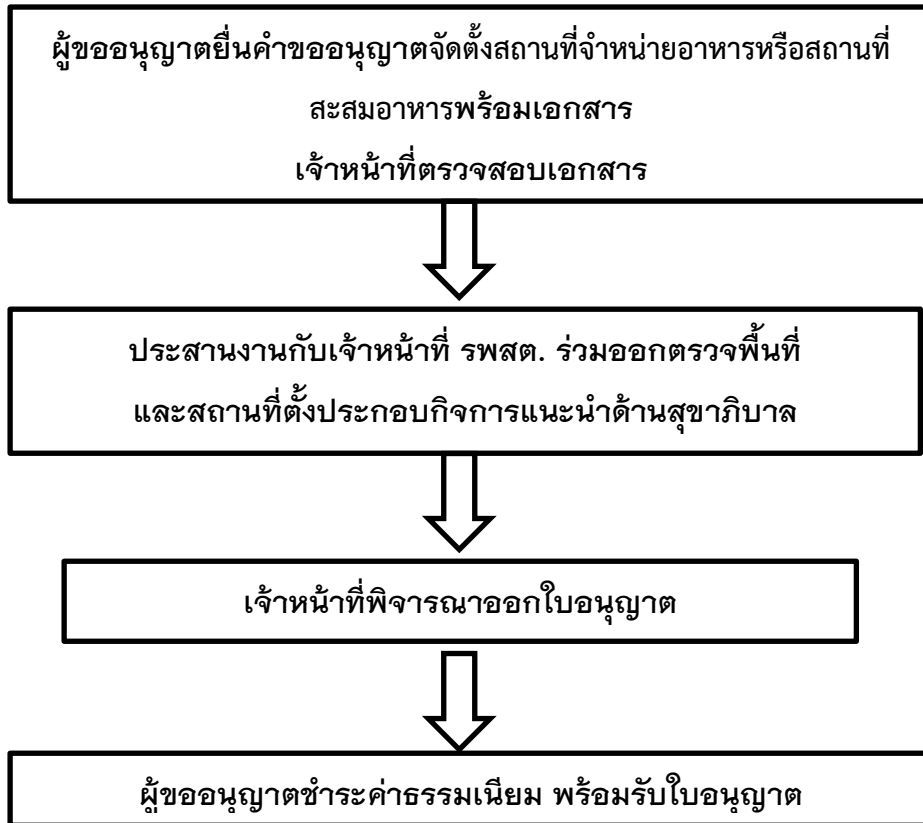 ผู้ขออนุญาตยื่นคำขออนุญาตจัดตั้งสถานที่จำหน่ายอาหารหรือสถานที่
สะสมอาหารพร้อมเอกสาร
เจ้าหน้าที่ตรวจสอบเอกสาร
ประสานงานกับเจ้าหน้าที่ รพสต. ร่วมออกตรวจพื้นที่
และสถานที่ตั้งประกอบกิจการแนะนำด้านสุขาภิบาล
เจ้าหน้าที่พิจารณาออกใบอนุญาต
ผู้ขออนุญาตชำระค่าธรรมเนียม พร้อมรับใบอนุญาต